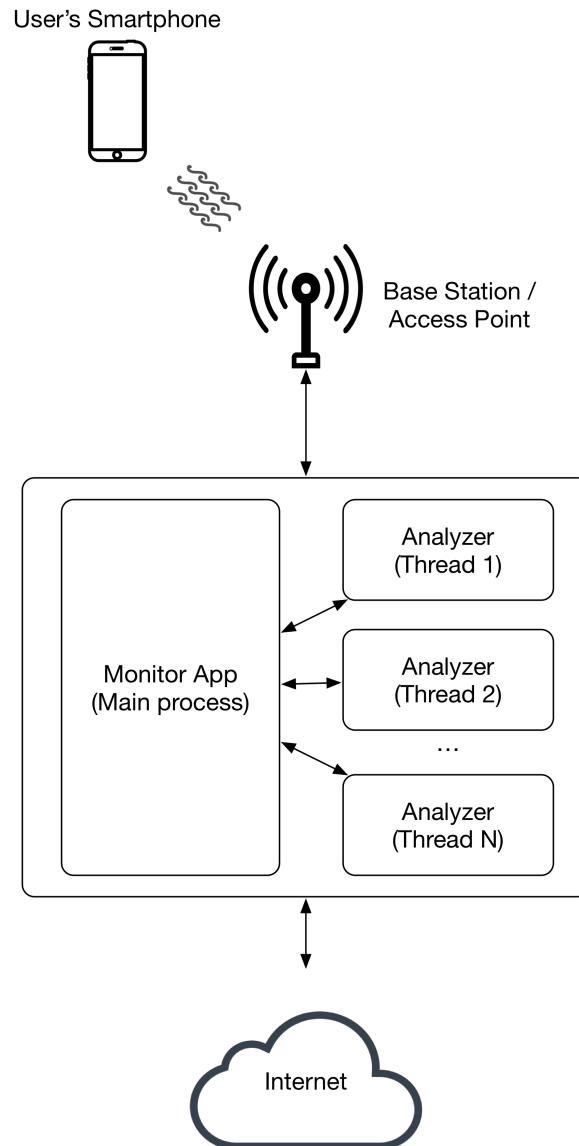 User's Smartphone
Base Station /
Access Point
Analyzer
(Thread 1)
Monitor App
(Main process)
Analyzer
(Thread 2)
...
Analyzer
(Thread N)
Internet